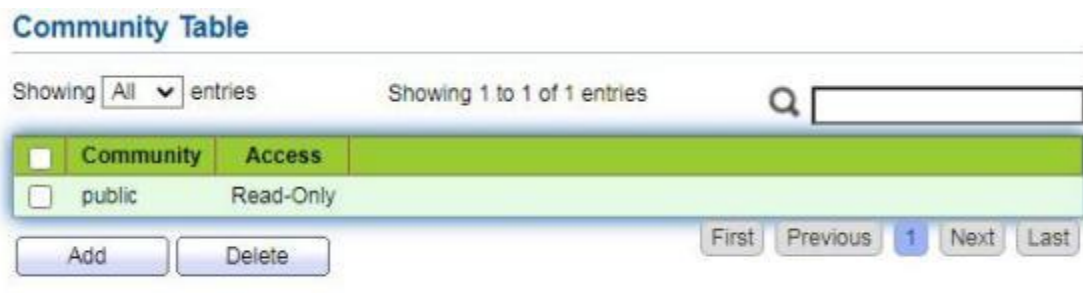 Community Table
Showing All entries Showing 1 to 1 of 1 entries
Community Access
public Read-Only
First Previous 1 Next Last
Add Delete